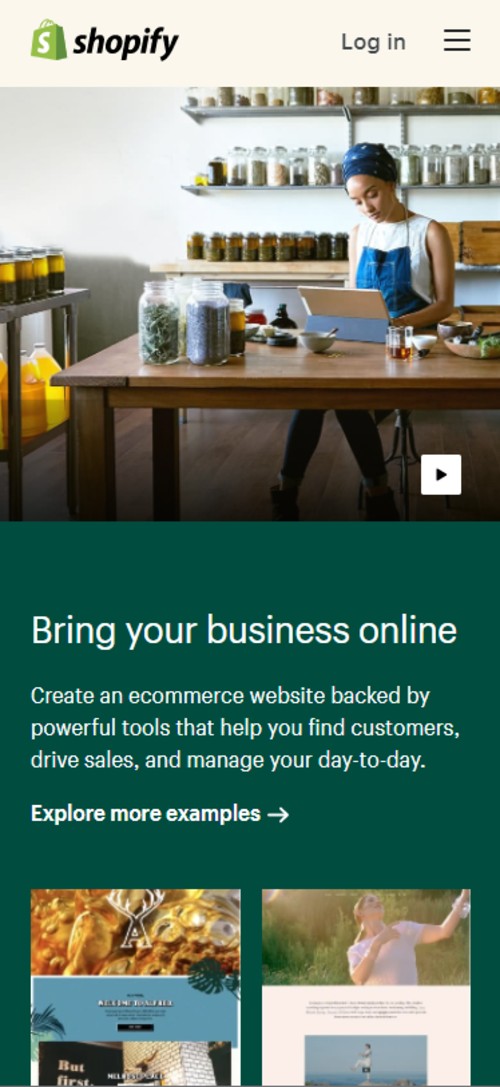 shopify
Log in
Bring your business online
Create an ecommerce website backed by
powerful tools that help you find customers,
drive sales, and manage your day-to-day.
Explore more examples →
A
But
first,